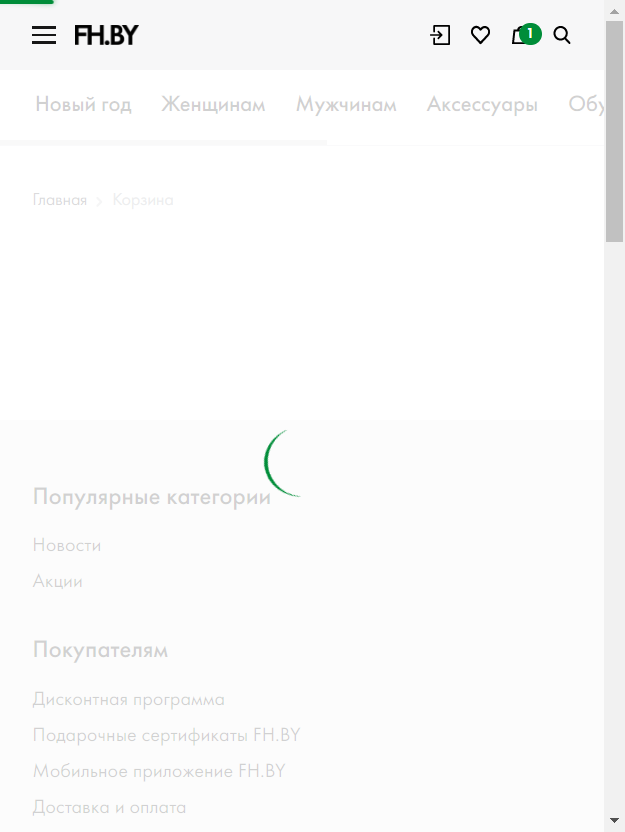 FH.BY
1
Новый год Женщинам Мужчинам Аксессуары
Главная Корзина
Популярные категории
Новости
Акции
Покупателям
Дисконтная программа
Подарочные сертификаты FH.BY
Мобильное приложение FH.BY
Доставка и оплата